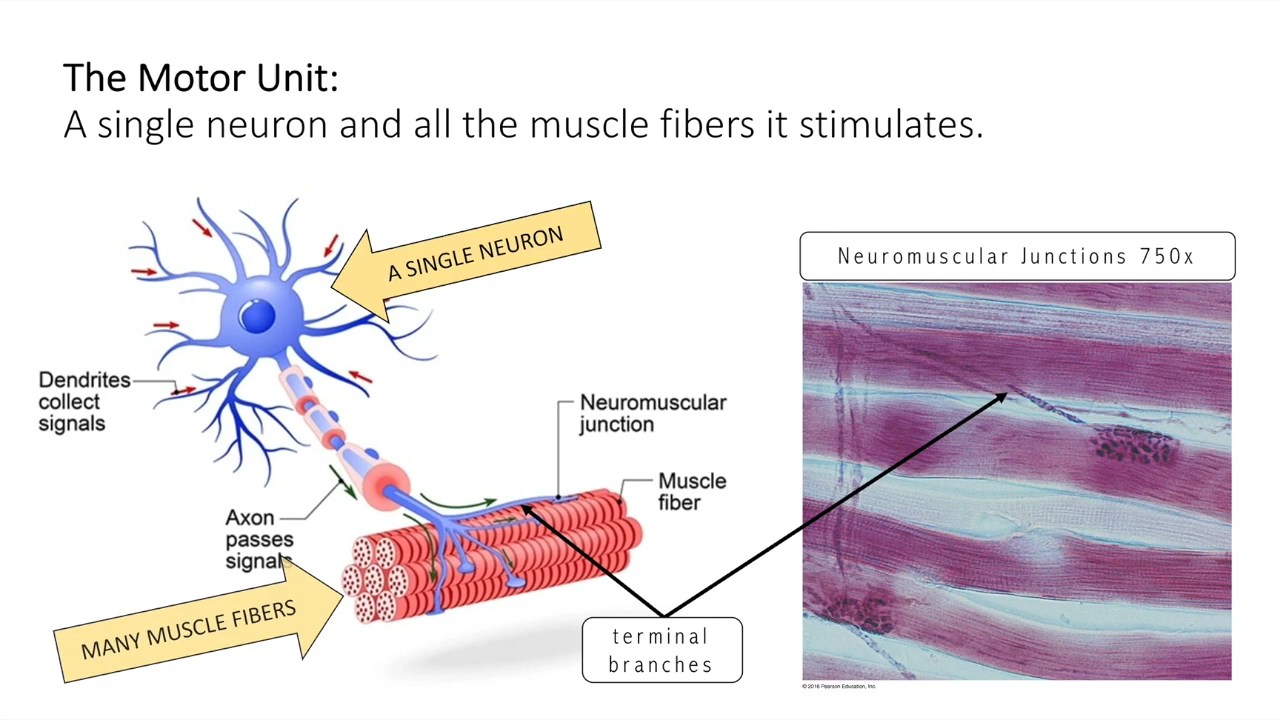 The Motor Unit:
A single neuron and all the muscle fibers it stimulates.
A SINGLE NEURON
Neuromuscular Junctions 750x
Dendrites
collect
signals
Neuromuscular
junction
Muscle
fiber
Axon
passes
signals
MANY MUSCLE FIBERS
terminal
branches
© 2016 Pearson Education, Inc.